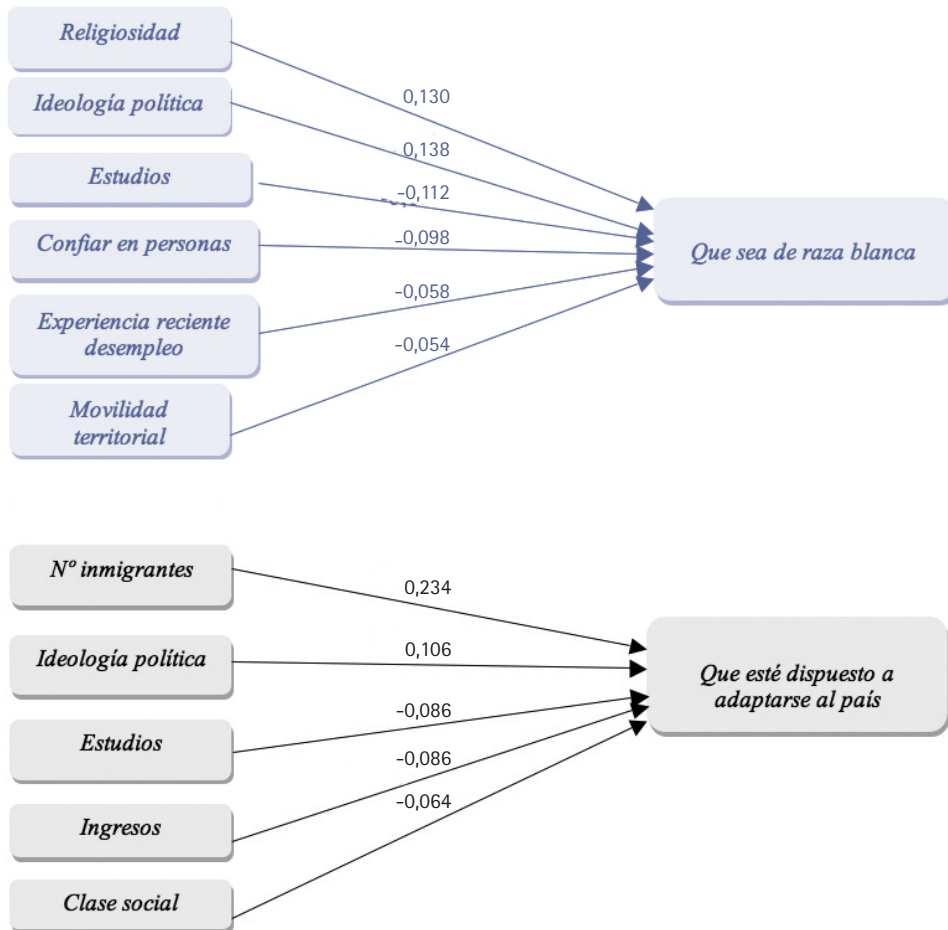 Religiosidad
0,130
Ideología política
0,138
Estudios
-0,112
Confiar en personas
-0,098
Que sea de raza blanca
Experiencia reciente
desempleo
-0,058
-0,054
Movilidad
territorial
Nº inmigrantes
0,234
Ideología política
0,106
Que esté dispuesto a
adaptarse al país
Estudios
-0,086
-0,086
Ingresos
-0,064
Clase social